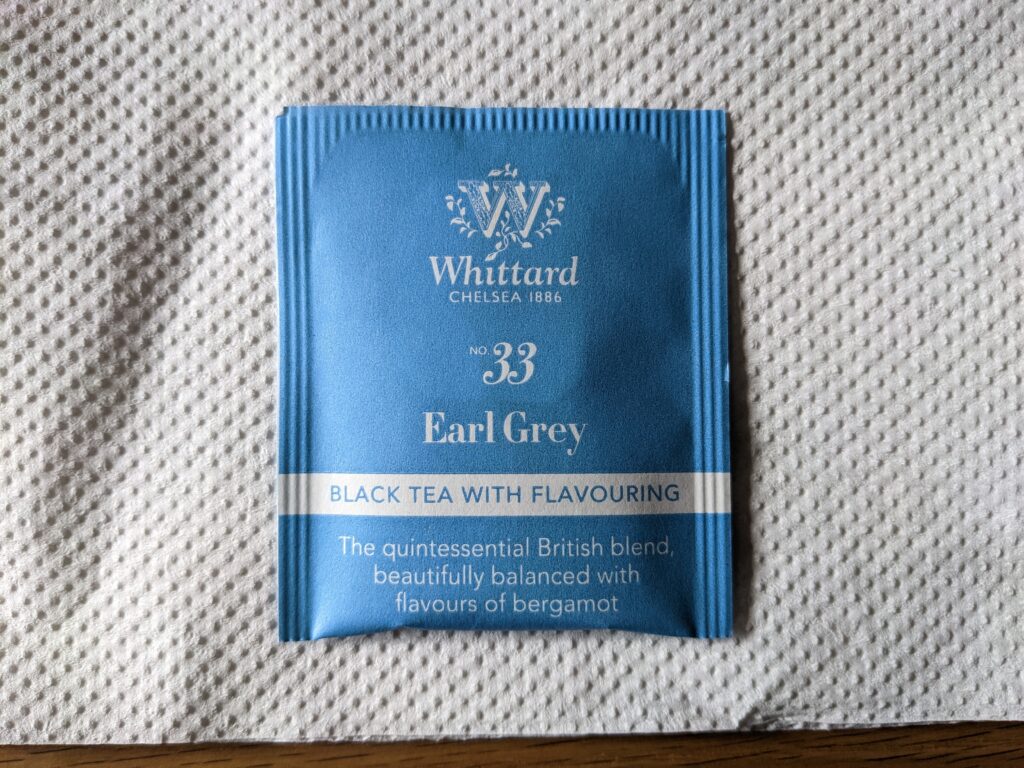 W
Whittard
CHELSEA 1886
NO. 33
Earl Grey
BLACK TEA WITH FLAVOURING
The quintessential British blend,
beautifully balanced with
flavours of bergamot